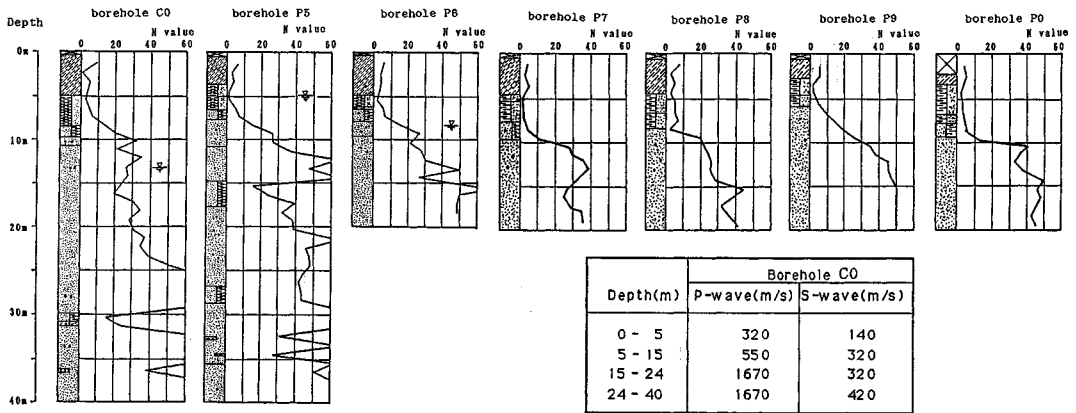 Depth
borehole C0
borehole P5
borehole P6
borehole P7
borehole P8
borehole P9
borehole P0
N value
N value
N value
N value
N value
N value
N value
0 20 40 60
0 20 40 60
0 20 40 60
0 20 40 60
0 20 40 60
0 20 40 60
0 20 40 60
0m
10m
20m
30m
40m
Borehole C0
Depth(m) P-wave(m/s) S-wave(m/s)
0 - 5 320 140
5 - 15 550 320
15 - 24 1670 320
24 - 40 1670 420